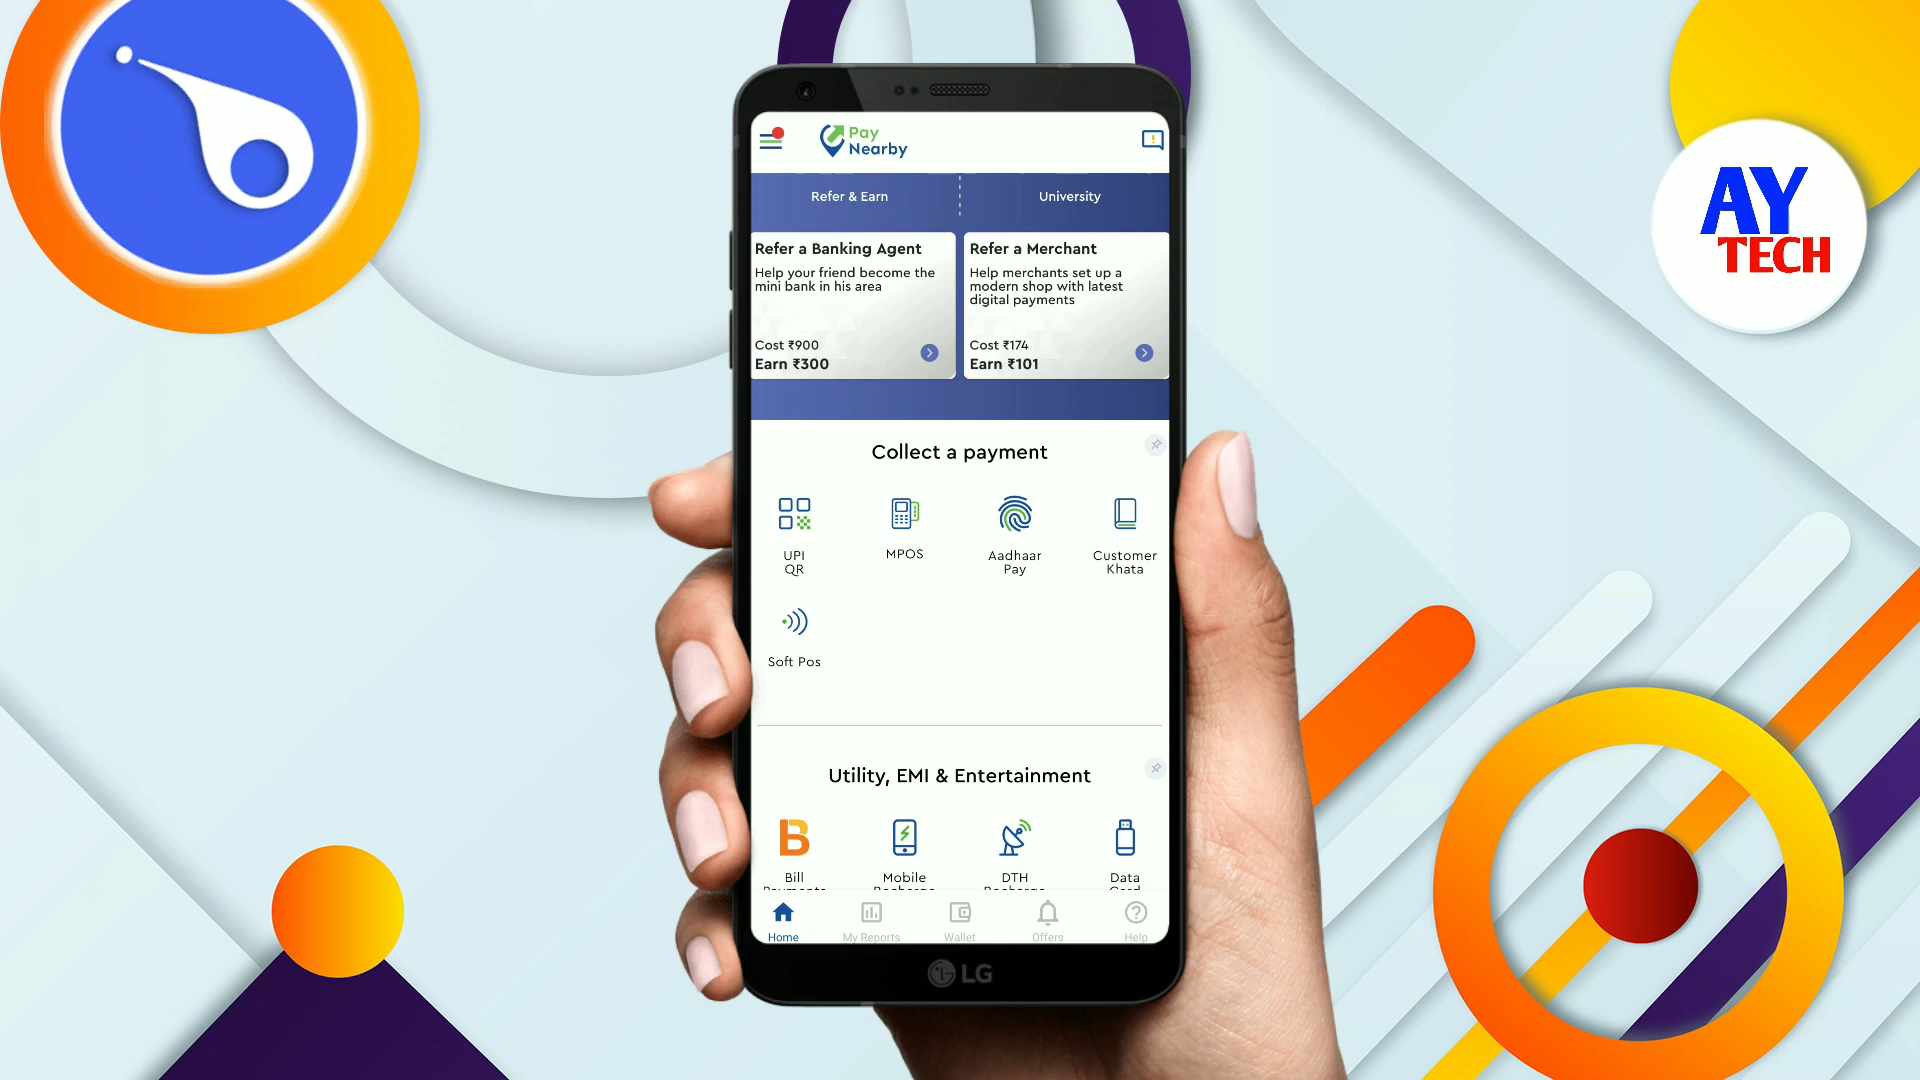 Pay
Nearby
AY
TECH
Refer & Earn
University
Refer a Banking Agent
Help your friend become the
mini bank in his area
Cost ₹900
Earn ₹300
Refer a Merchant
Help merchants set up a
modern shop with latest
digital payments
Cost ₹174
Earn ₹101
Collect a payment
UPI
QR
MPOS
Aadhaar
Pay
Customer
Khata
Soft Pos
Utility, EMI & Entertainment
Bill
Payments
Mobile
Recharge
DTH
Recharge
Data
Card
Home
My Reports
Wallet
Offers
Help
LG